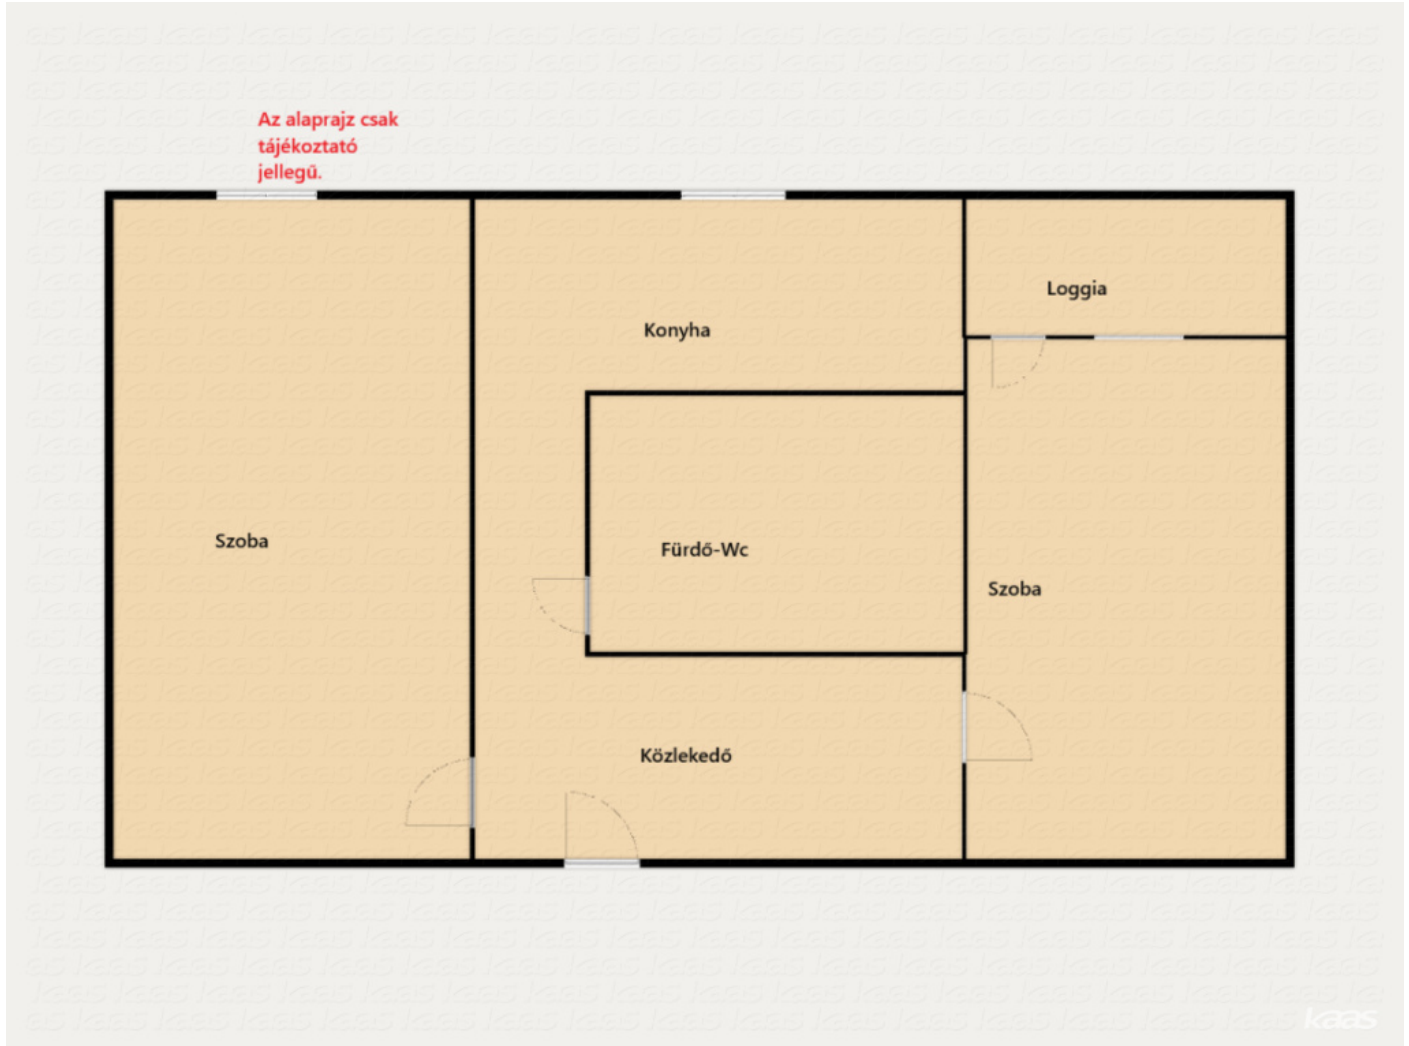 Az alaprajz csak
tájékoztató
jellegű.
Loggia
Konyha
Szoba
Fürdő-Wc
Szoba
Közlekedő
kaas